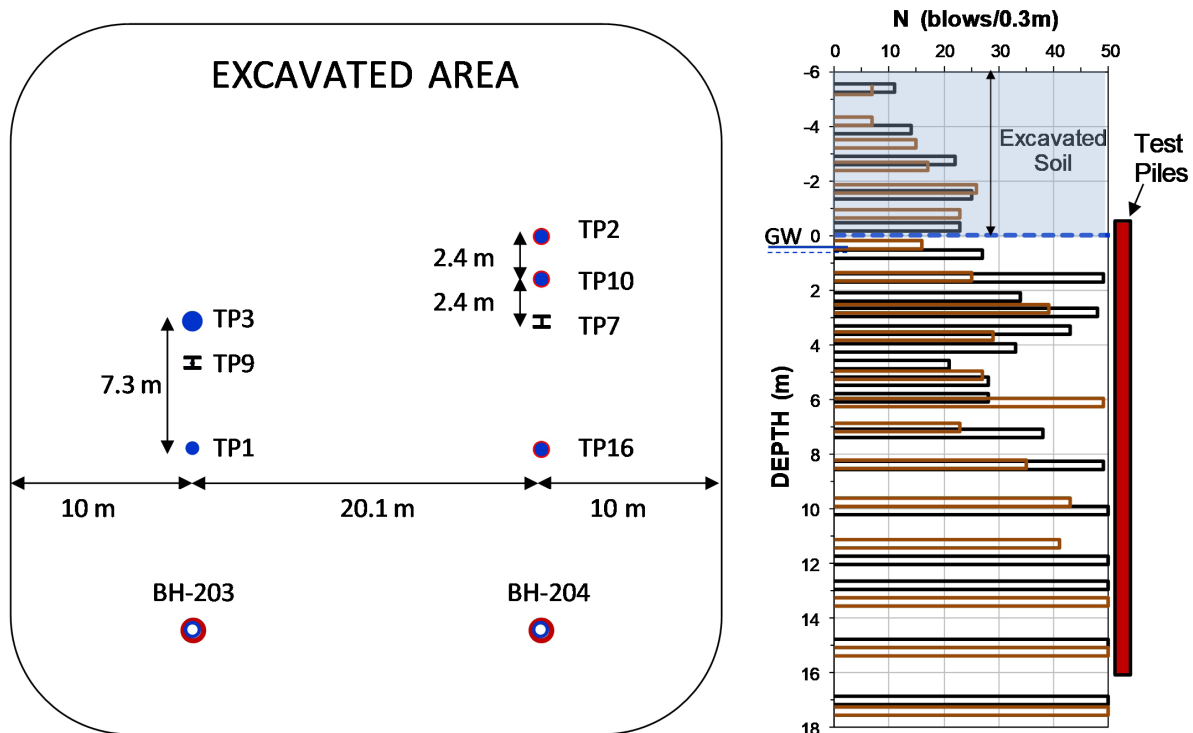 EXCAVATED AREA
TP2
2.4 m
TP10
2.4 m
TP7
TP3
TP9
7.3 m
TP1
TP16
10 m
20.1 m
10 m
BH-203
BH-204
N (blows/0.3m)
0 10 20 30 40 50
-6
-4
-2
0
2
4
6
8
10
12
14
16
18
DEPTH (m)
Excavated
Soil
GW
Test
Piles